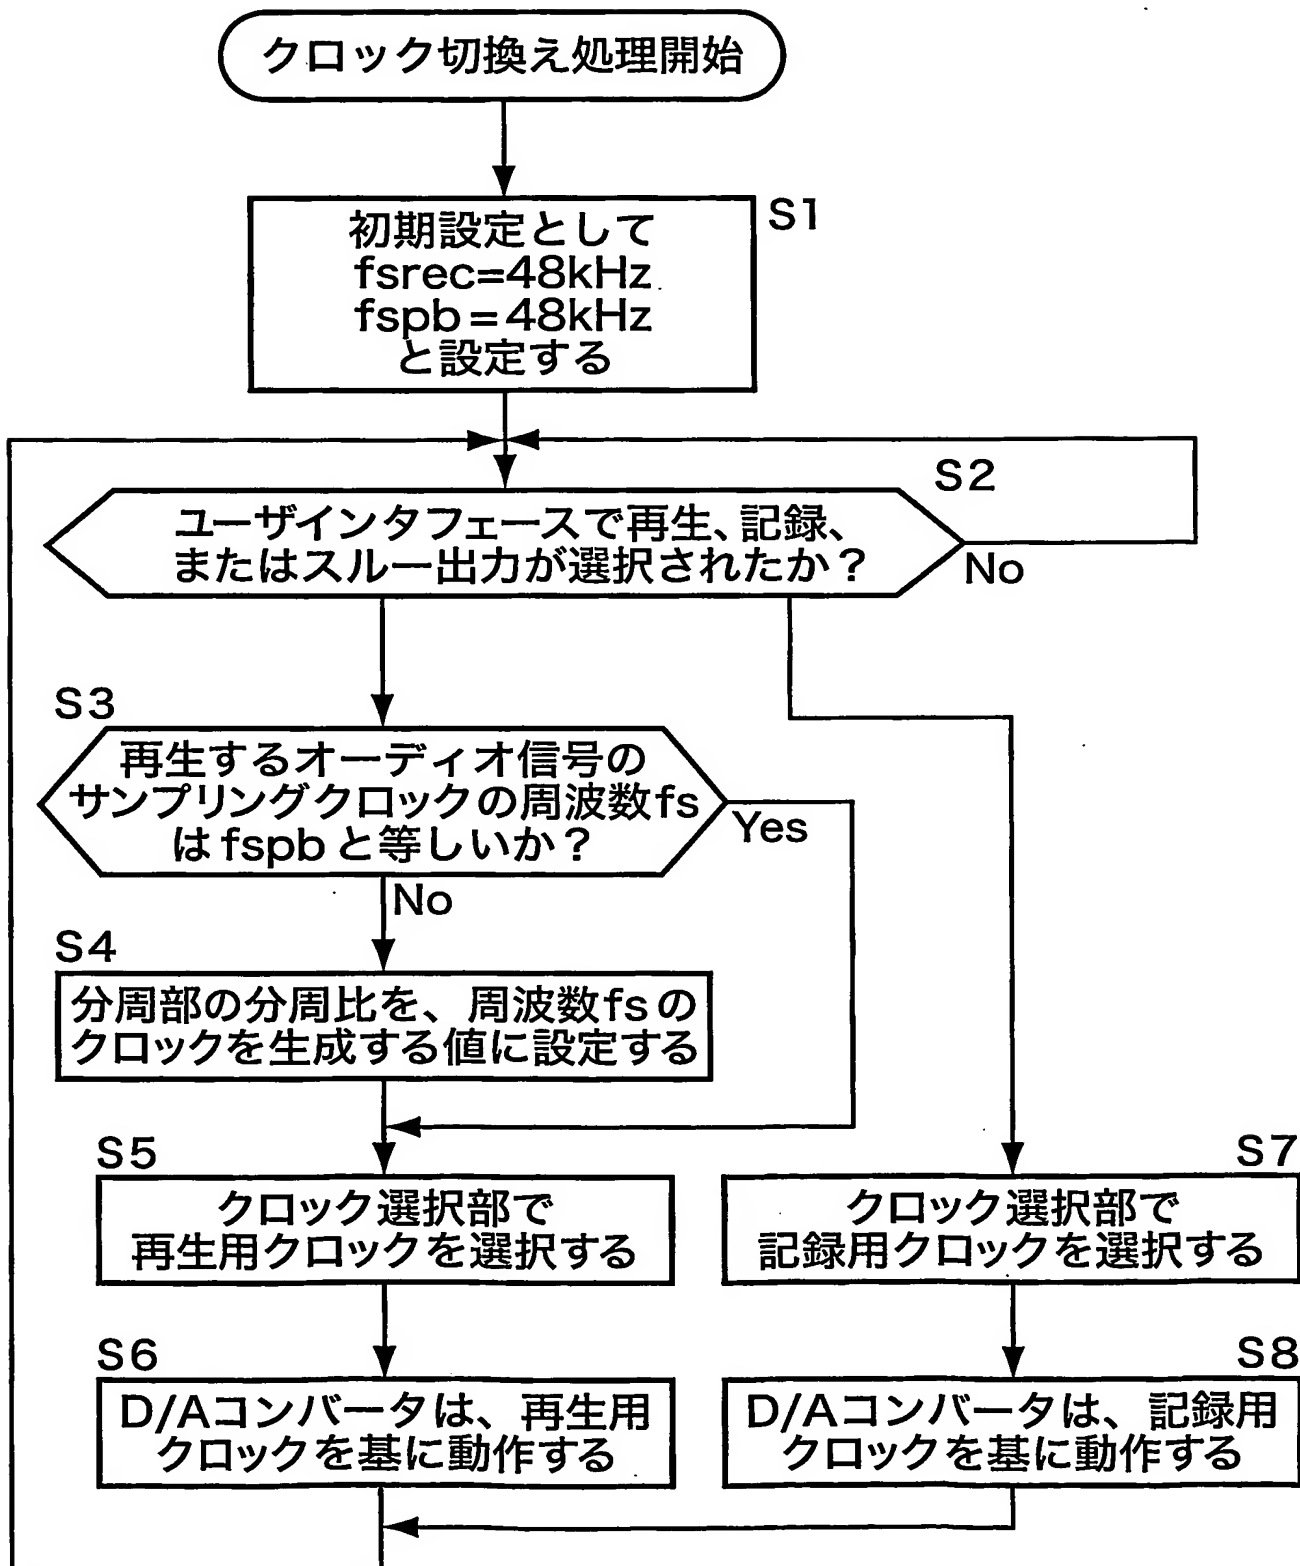 クロック切換え処理開始
S1
初期設定として
fsrec=48kHz
fspb=48kHz
と設定する
S2
ユーザインタフェースで再生、記録、
またはスルー出力が選択されたか？
No
S3
再生するオーディオ信号の
サンプリングクロックの周波数fs
はfspbと等しいか？
Yes
No
S4
分周部の分周比を、周波数fsの
クロックを生成する値に設定する
S5
クロック選択部で
再生用クロックを選択する
S7
クロック選択部で
記録用クロックを選択する
S6
D/Aコンバータは、再生用
クロックを基に動作する
S8
D/Aコンバータは、記録用
クロックを基に動作する